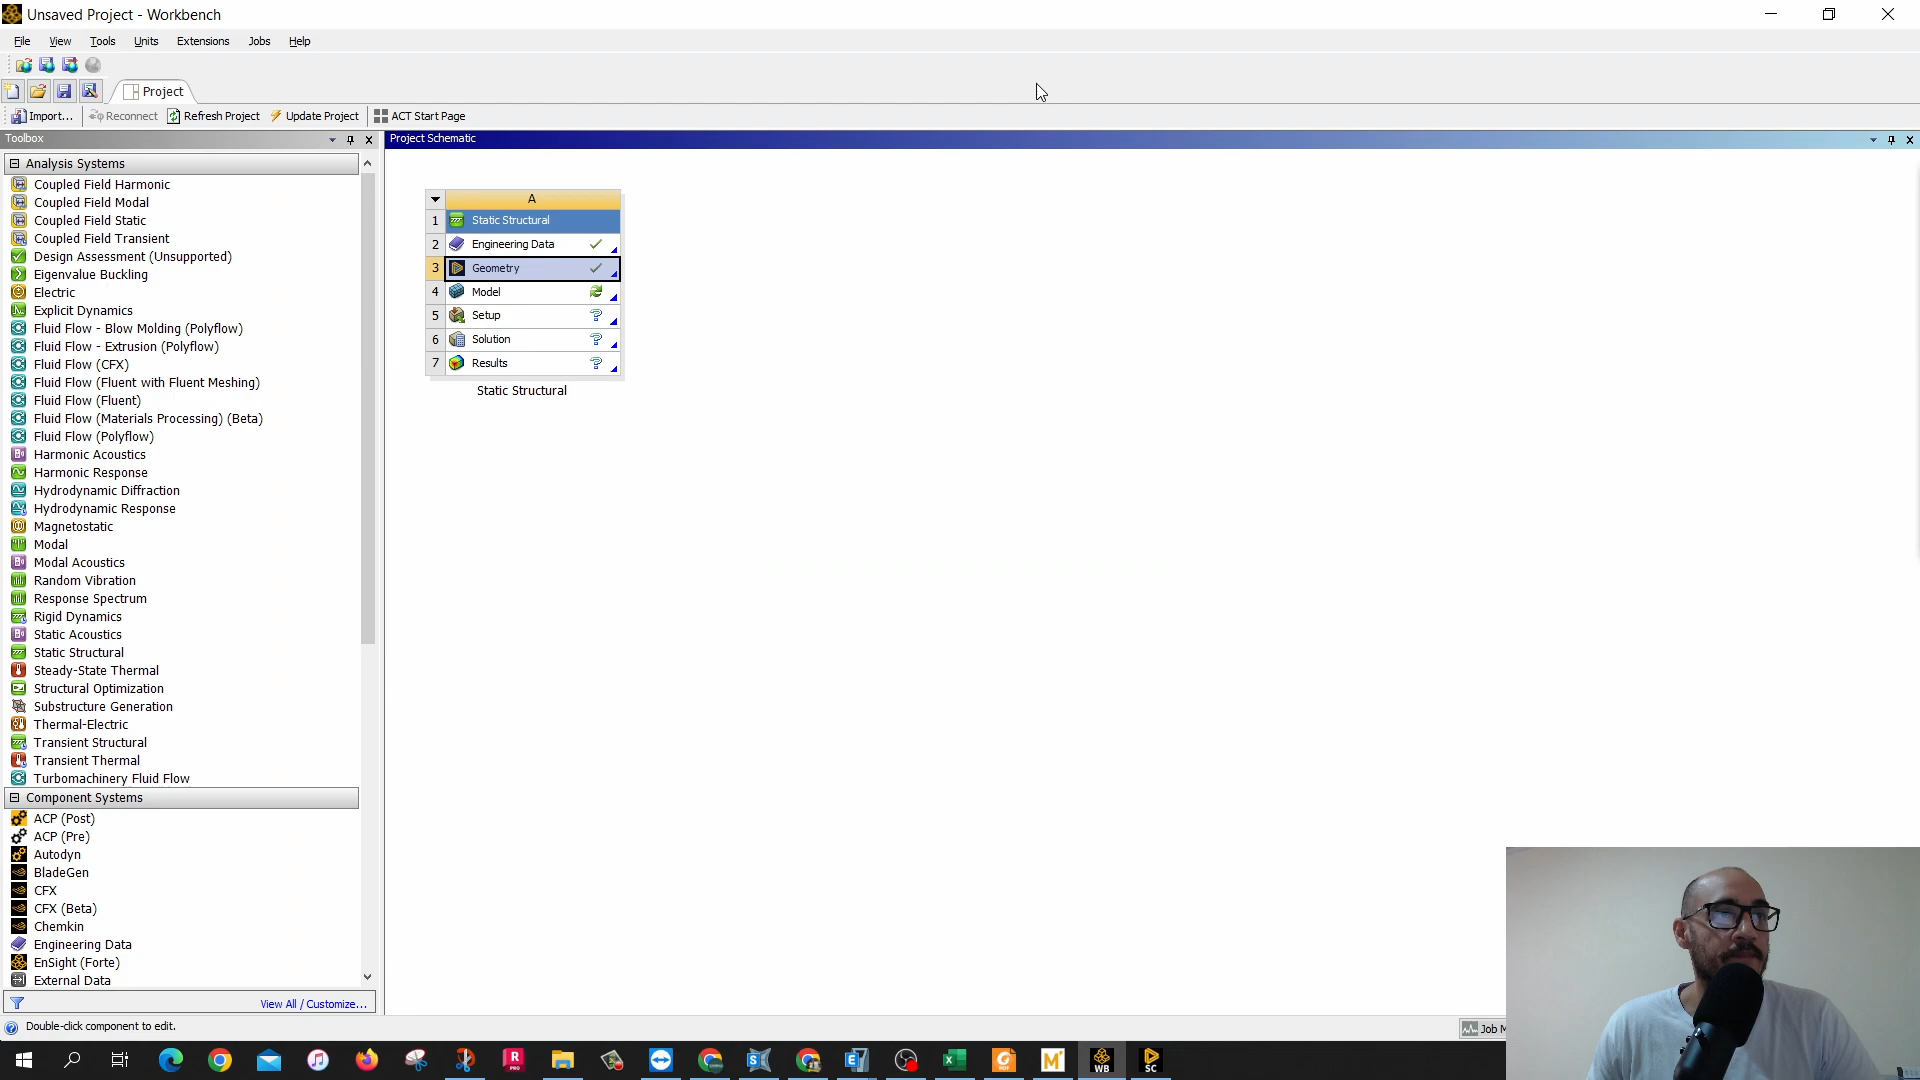 Unsaved Project - Workbench
File View Tools Units Extensions Jobs Help
Project
Import... Reconnect Refresh Project Update Project ACT Start Page
Toolbox
Project Schematic
Analysis Systems
Coupled Field Harmonic
Coupled Field Modal
Coupled Field Static
Coupled Field Transient
Design Assessment (Unsupported)
Eigenvalue Buckling
Electric
Explicit Dynamics
Fluid Flow - Blow Molding (Polyflow)
Fluid Flow - Extrusion (Polyflow)
Fluid Flow (CFX)
Fluid Flow (Fluent with Fluent Meshing)
Fluid Flow (Fluent)
Fluid Flow (Materials Processing) (Beta)
Fluid Flow (Polyflow)
Harmonic Acoustics
Harmonic Response
Hydrodynamic Diffraction
Hydrodynamic Response
Magnetostatic
Modal
Modal Acoustics
Random Vibration
Response Spectrum
Rigid Dynamics
Static Acoustics
Static Structural
Steady-State Thermal
Structural Optimization
Substructure Generation
Thermal-Electric
Transient Structural
Transient Thermal
Turbomachinery Fluid Flow
Component Systems
ACP (Post)
ACP (Pre)
Autodyn
BladeGen
CFX
CFX (Beta)
Chemkin
Engineering Data
EnSight (Forte)
External Data
View All / Customize...
A
1 Static Structural
2 Engineering Data
3 Geometry
4 Model ?
5 Setup ?
6 Solution ?
7 Results ?
Static Structural
Double-click component to edit.
Job M
R
PRO
S
E
PDF
M
WB
SC